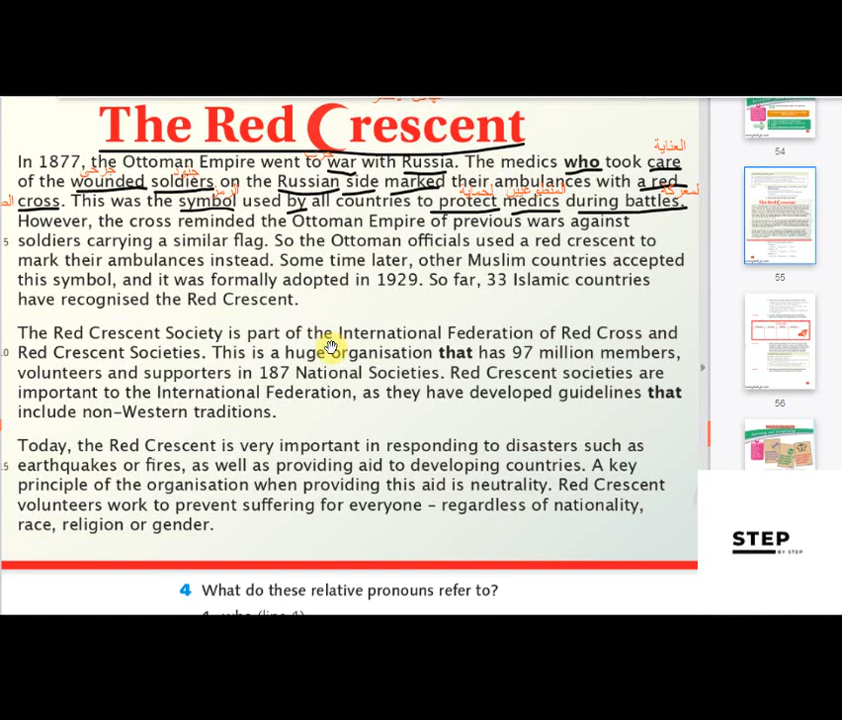 The Red Crescent
العناية
حرب
جرحى
جنود
In 1877, the Ottoman Empire went to war with Russia. The medics who took care
of the wounded soldiers on the Russian side marked their ambulances with a red
الرمز
لحماية
المتطوعين
المعركة
cross. This was the symbol used by all countries to protect medics during battles.
However, the cross reminded the Ottoman Empire of previous wars against
5 soldiers carrying a similar flag. So the Ottoman officials used a red crescent to
mark their ambulances instead. Some time later, other Muslim countries accepted
this symbol, and it was formally adopted in 1929. So far, 33 Islamic countries
have recognised the Red Crescent.
The Red Crescent Society is part of the International Federation of Red Cross and
Red Crescent Societies. This is a huge organisation that has 97 million members,
volunteers and supporters in 187 National Societies. Red Crescent societies are
important to the International Federation, as they have developed guidelines that
include non-Western traditions.
Today, the Red Crescent is very important in responding to disasters such as
earthquakes or fires, as well as providing aid to developing countries. A key
principle of the organisation when providing this aid is neutrality. Red Crescent
volunteers work to prevent suffering for everyone – regardless of nationality,
race, religion or gender.
4 What do these relative pronouns refer to?
54
55
56
STEP
BY STEP